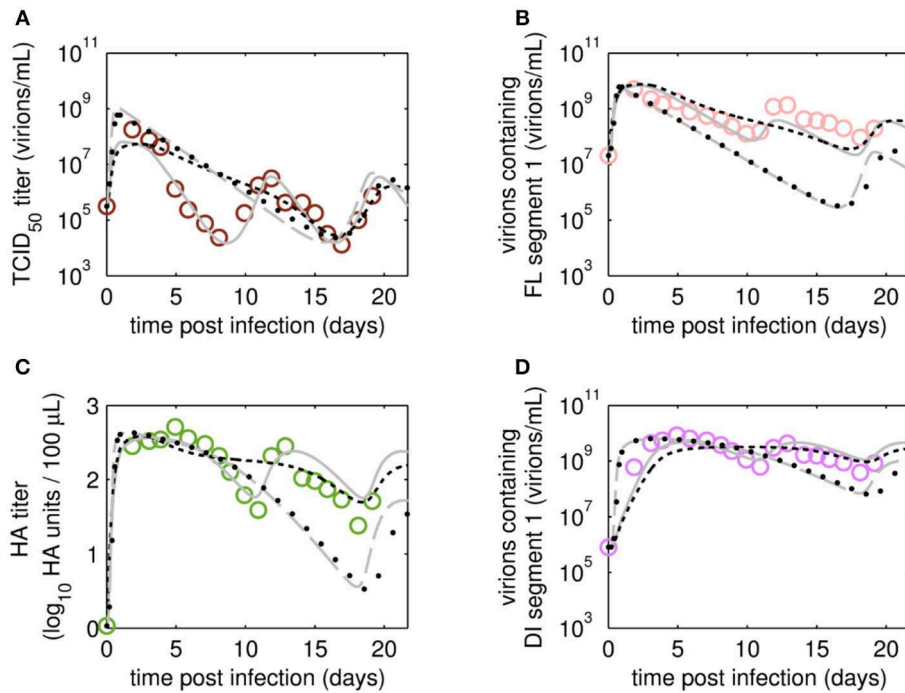 A
B
10^11
10^9
10^7
10^5
10^3
TCID50 titer (virions/mL)
0 5 10 15 20
time post infection (days)
10^11
10^9
10^7
10^5
10^3
virions containing
FL segment 1 (virions/mL)
0 5 10 15 20
time post infection (days)
C
D
3
2
1
0
HA titer
(log10 HA units / 100 μL)
0 5 10 15 20
time post infection (days)
10^11
10^9
10^7
10^5
10^3
virions containing
DI segment 1 (virions/mL)
0 5 10 15 20
time post infection (days)